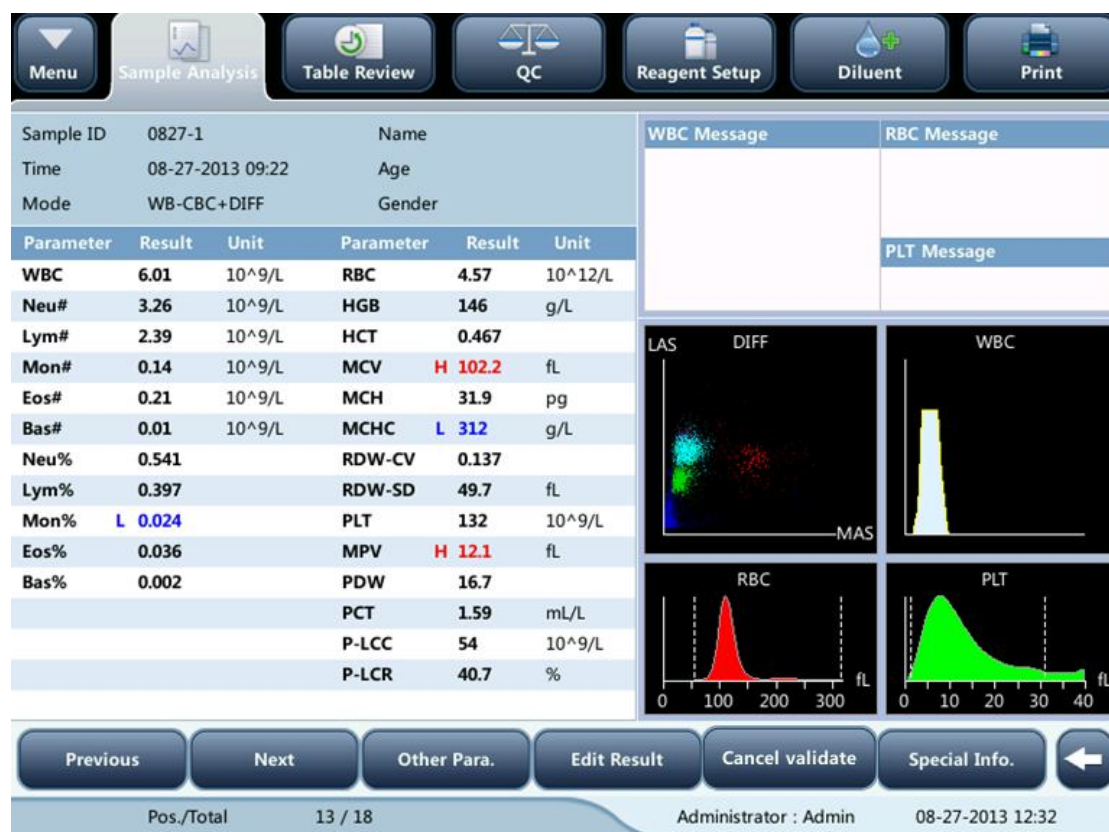 Menu Sample Analysis Table Review QC Reagent Setup Diluent Print
Sample ID 0827-1 Name
Time 08-27-2013 09:22 Age
Mode WB-CBC+DIFF Gender
WBC Message RBC Message
PLT Message
Parameter Result Unit Parameter Result Unit
WBC 6.01 10^9/L RBC 4.57 10^12/L
Neu# 3.26 10^9/L HGB 146 g/L
Lym# 2.39 10^9/L HCT 0.467
Mon# 0.14 10^9/L MCV H 102.2 fL
Eos# 0.21 10^9/L MCH 31.9 pg
Bas# 0.01 10^9/L MCHC L 312 g/L
Neu% 0.541 RDW-CV 0.137
Lym% 0.397 RDW-SD 49.7 fL
Mon% L 0.024 PLT 132 10^9/L
Eos% 0.036 MPV H 12.1 fL
Bas% 0.002 PDW 16.7
PCT 1.59 mL/L
P-LCC 54 10^9/L
P-LCR 40.7 %
LAS DIFF WBC
MAS
RBC PLT
fL fL
0 100 200 300 0 10 20 30 40
Previous Next Other Para. Edit Result Cancel validate Special Info.
Pos./Total 13 / 18 Administrator : Admin 08-27-2013 12:32